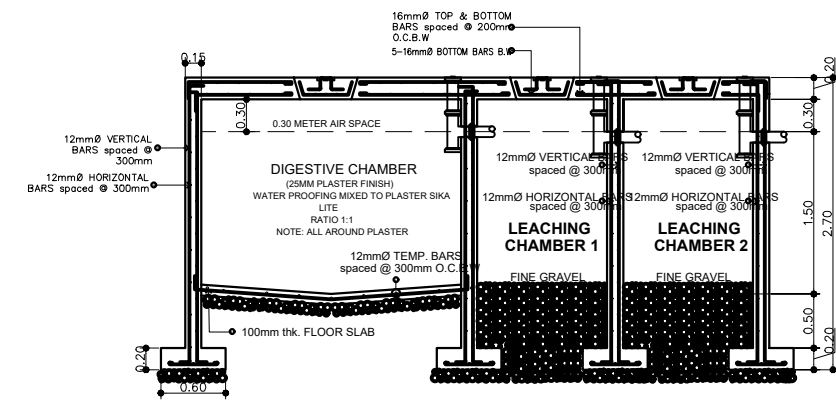 16mmØ TOP & BOTTOM
BARS spaced @ 200mm
O.C.B.W
5-16mmØ BOTTOM BARS B.W
0.15
0.20
0.30
0.30 METER AIR SPACE
12mmØ VERTICAL
BARS spaced @
300mm
12mmØ HORIZONTAL
BARS spaced @ 300mm
DIGESTIVE CHAMBER
(25MM PLASTER FINISH)
WATER PROOFING MIXED TO PLASTER SIKA
LITE
RATIO 1:1
NOTE: ALL AROUND PLASTER
12mmØ TEMP. BARS
spaced @ 300mm O.C.B.W
100mm thk. FLOOR SLAB
12mmØ VERTICAL BARS
spaced @ 300mm
12mmØ HORIZONTAL BARS
spaced @ 300mm
LEACHING
CHAMBER 1
FINE GRAVEL
12mmØ VERTICAL BARS
spaced @ 300mm
12mmØ HORIZONTAL BARS
spaced @ 300mm
LEACHING
CHAMBER 2
FINE GRAVEL
0.30
1.50
2.70
0.50
0.20
0.20
0.60